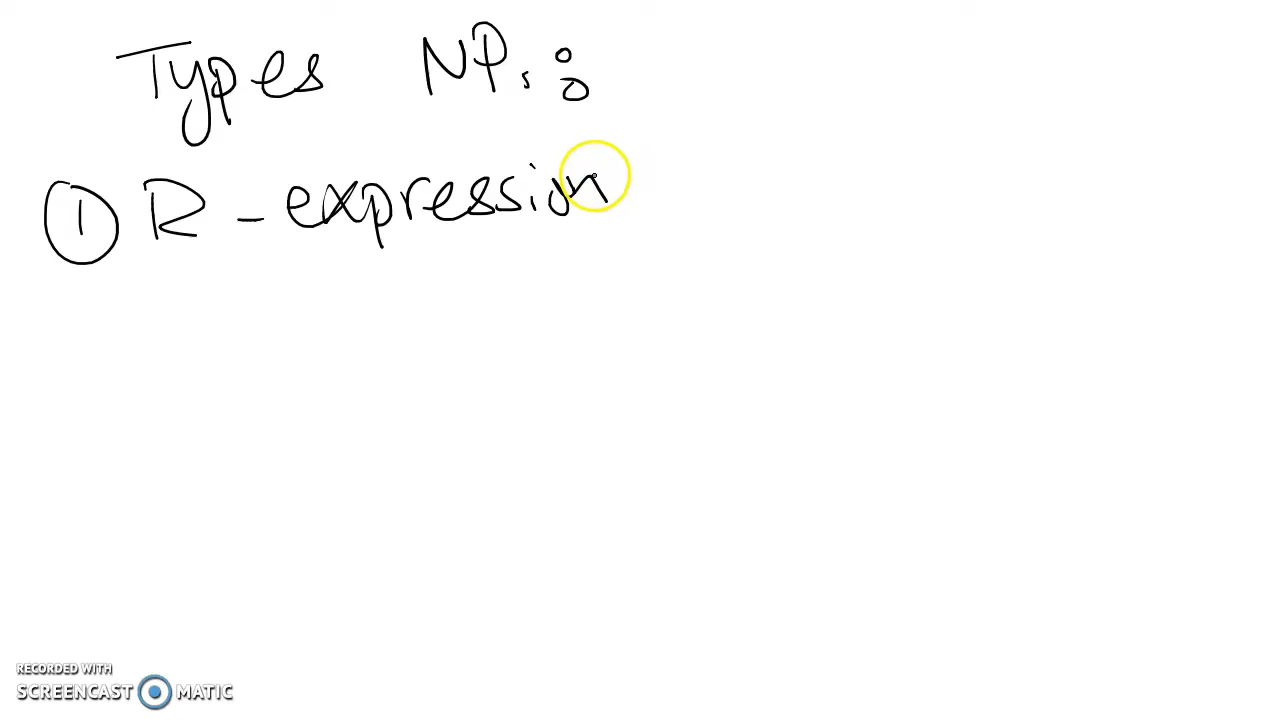 Types NPs:
① R - expression
RECORDED WITH
SCREENCAST MATIC